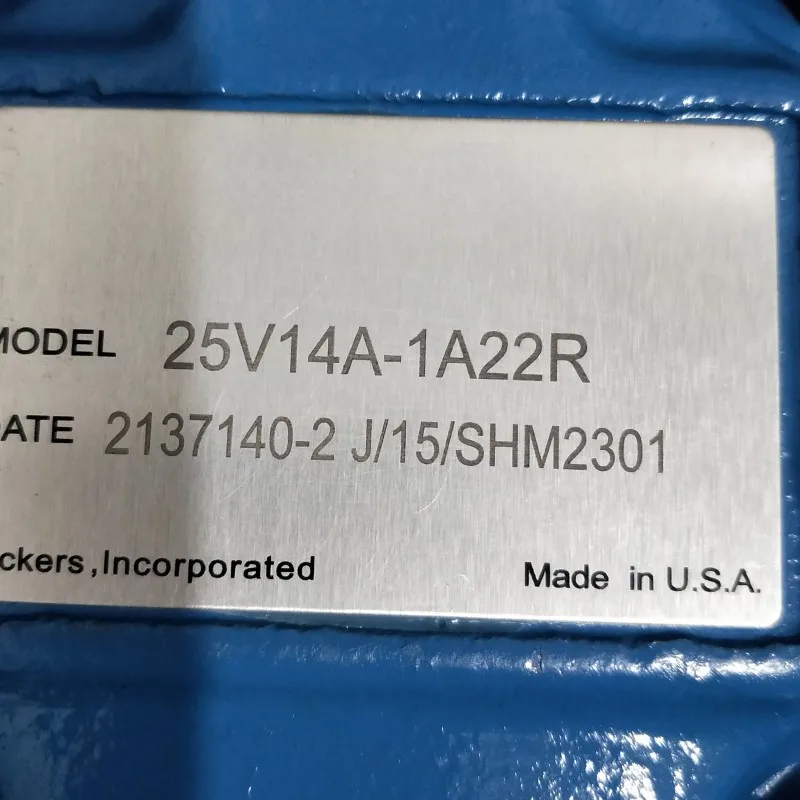 MODEL 25V14A-1A22R
ATE 2137140-2 J/15/SHM2301
ckers,Incorporated Made in U.S.A.